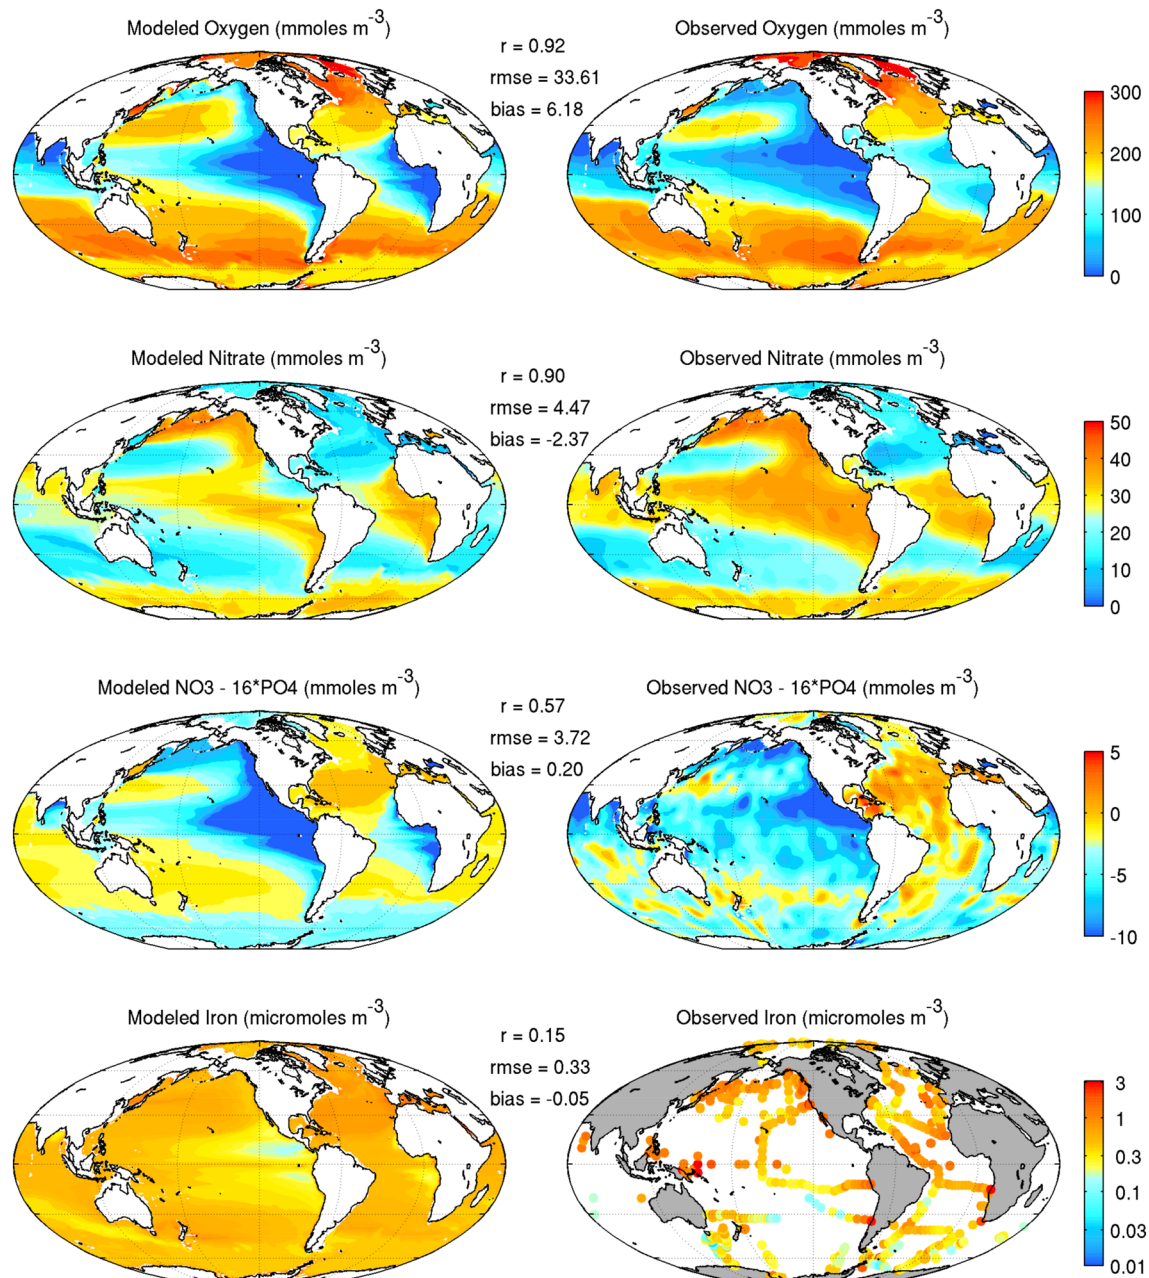 Modeled Oxygen (mmoles m-3)
r = 0.92
rmse = 33.61
bias = 6.18
Observed Oxygen (mmoles m-3)
300
200
100
0
Modeled Nitrate (mmoles m-3)
r = 0.90
rmse = 4.47
bias = -2.37
Observed Nitrate (mmoles m-3)
50
40
30
20
10
0
Modeled NO3 - 16*PO4 (mmoles m-3)
r = 0.57
rmse = 3.72
bias = 0.20
Observed NO3 - 16*PO4 (mmoles m-3)
5
0
-5
-10
Modeled Iron (micromoles m-3)
r = 0.15
rmse = 0.33
bias = -0.05
Observed Iron (micromoles m-3)
3
1
0.3
0.1
0.03
0.01